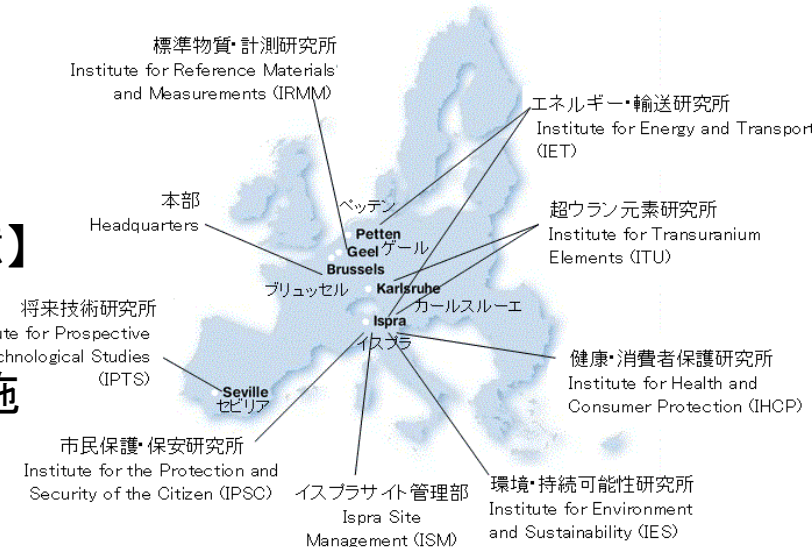 標準物質・計測研究所
Institute for Reference Materials
and Measurements (IRMM)
エネルギー・輸送研究所
Institute for Energy and Transport
(IET)
本部
Headquarters
超ウラン元素研究所
Institute for Transuranium
Elements (ITU)
ペッテン
Petten
Geel ゲール
Brussels
ブリュッセル
Karlsruhe
カールスルーエ
Ispra
イスプラ
】
将来技術研究所
ute for Prospective
chnological Studies
(IPTS)
施
Seville
セビリア
健康・消費者保護研究所
Institute for Health and
Consumer Protection (IHCP)
市民保護・保安研究所
Institute for the Protection and
Security of the Citizen (IPSC)
イスプラサイト管理部
Ispra Site
Management (ISM)
環境・持続可能性研究所
Institute for Environment
and Sustainability (IES)